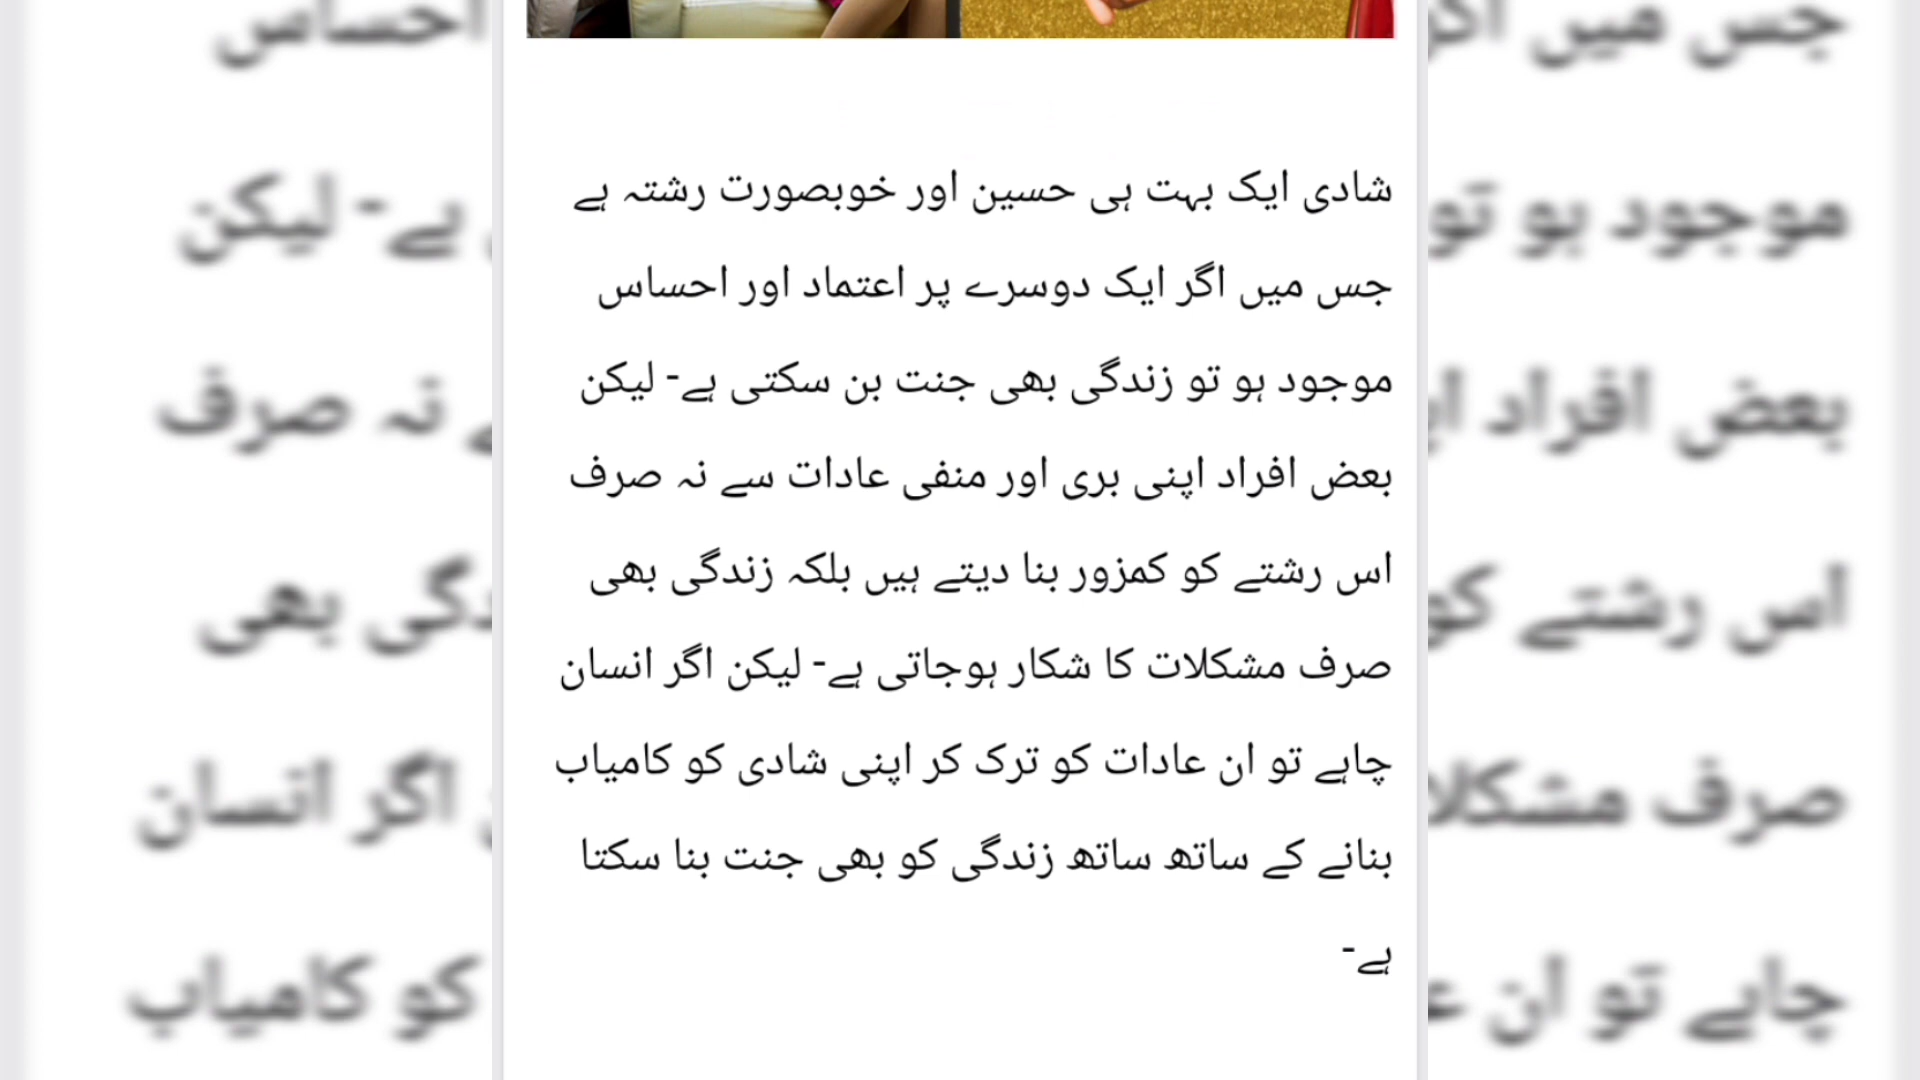 شادی ایک بہت ہی حسین اور خوبصورت رشتہ ہے
جس میں اگر ایک دوسرے پر اعتماد اور احساس
موجود ہو تو زندگی بھی جنت بن سکتی ہے- لیکن
بعض افراد اپنی بری اور منفی عادات سے نہ صرف
اس رشتے کو کمزور بنا دیتے ہیں بلکہ زندگی بھی
صرف مشکلات کا شکار ہوجاتی ہے- لیکن اگر انسان
چاہے تو ان عادات کو ترک کر اپنی شادی کو کامیاب
بنانے کے ساتھ ساتھ زندگی کو بھی جنت بنا سکتا
ہے-